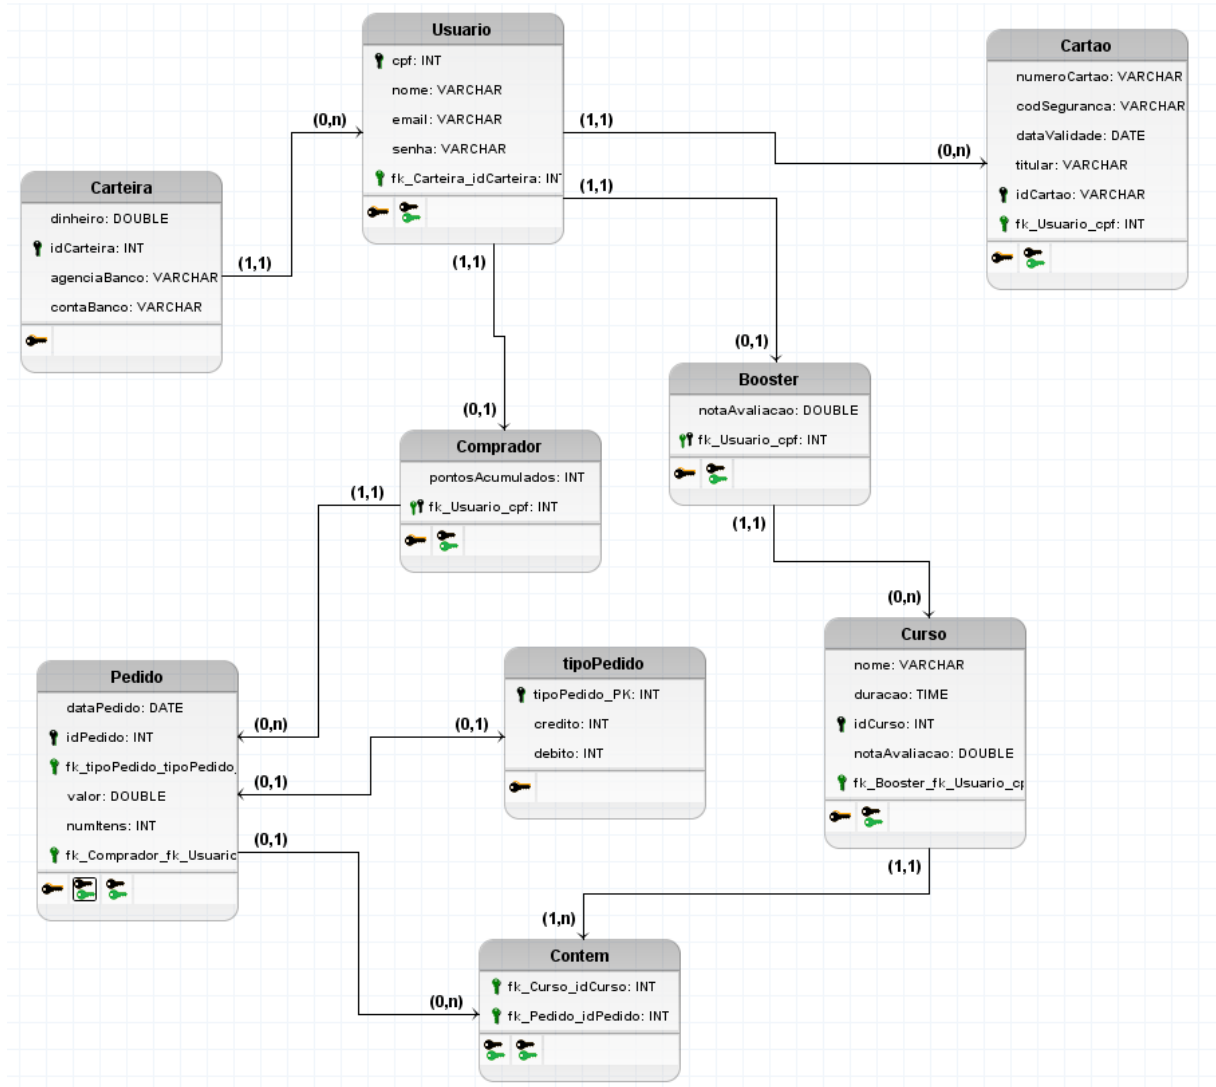 Usuario
cpf: INT
nome: VARCHAR
email: VARCHAR
senha: VARCHAR
fk_Carteira_idCarteira: INT
Cartao
numeroCartao: VARCHAR
codSeguranca: VARCHAR
dataValidade: DATE
titular: VARCHAR
idCartao: VARCHAR
fk_Usuario_cpf: INT
(0,n)
(1,1)
(0,n)
(1,1)
Carteira
dinheiro: DOUBLE
idCarteira: INT
agenciaBanco: VARCHAR
contaBanco: VARCHAR
(1,1)
(1,1)
(0,1)
(0,1)
Booster
notaAvaliacao: DOUBLE
fk_Usuario_cpf: INT
Comprador
pontosAcumulados: INT
fk_Usuario_cpf: INT
(1,1)
(1,1)
(0,n)
Curso
nome: VARCHAR
duracao: TIME
idCurso: INT
notaAvaliacao: DOUBLE
fk_Booster_fk_Usuario_cp
tipoPedido
tipoPedido_PK: INT
credito: INT
debito: INT
Pedido
dataPedido: DATE
idPedido: INT
fk_tipoPedido_tipoPedido_
valor: DOUBLE
numItens: INT
fk_Comprador_fk_Usuario
(0,n)
(0,1)
(0,1)
(0,1)
(1,1)
(1,n)
(0,n)
Contem
fk_Curso_idCurso: INT
fk_Pedido_idPedido: INT